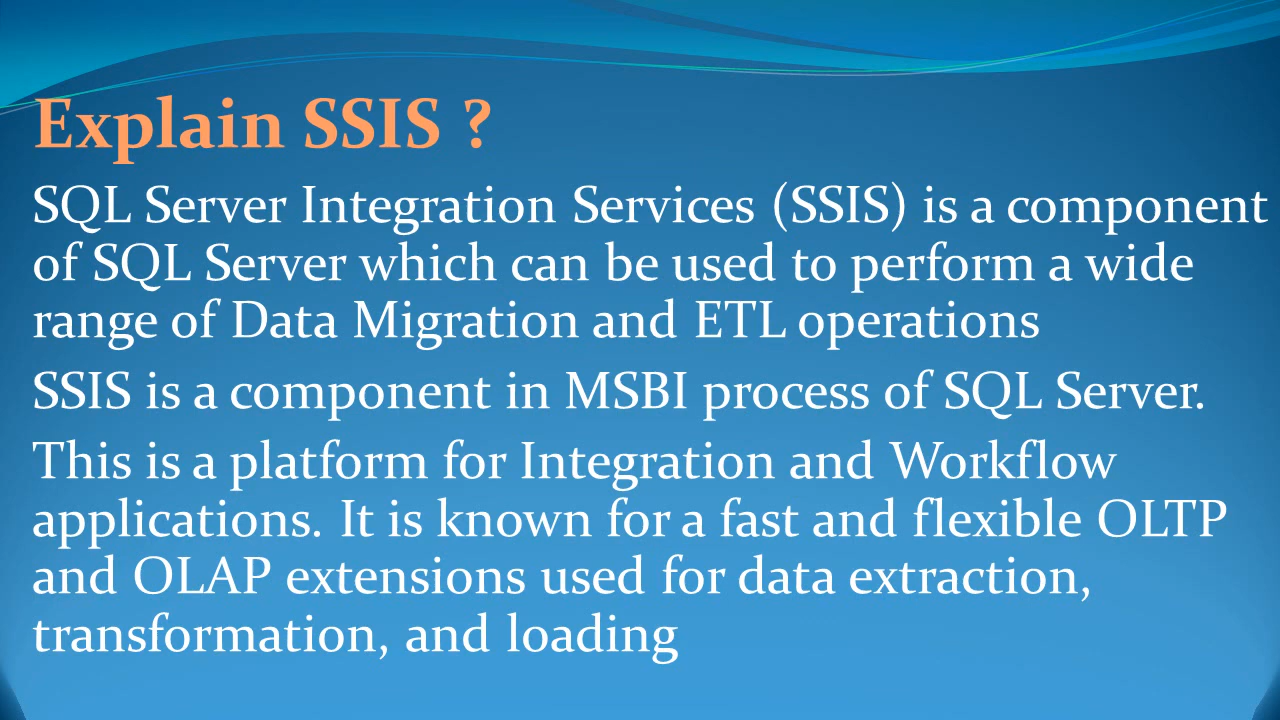 Explain SSIS ?
SQL Server Integration Services (SSIS) is a component
of SQL Server which can be used to perform a wide
range of Data Migration and ETL operations
SSIS is a component in MSBI process of SQL Server.
This is a platform for Integration and Workflow
applications. It is known for a fast and flexible OLTP
and OLAP extensions used for data extraction,
transformation, and loading